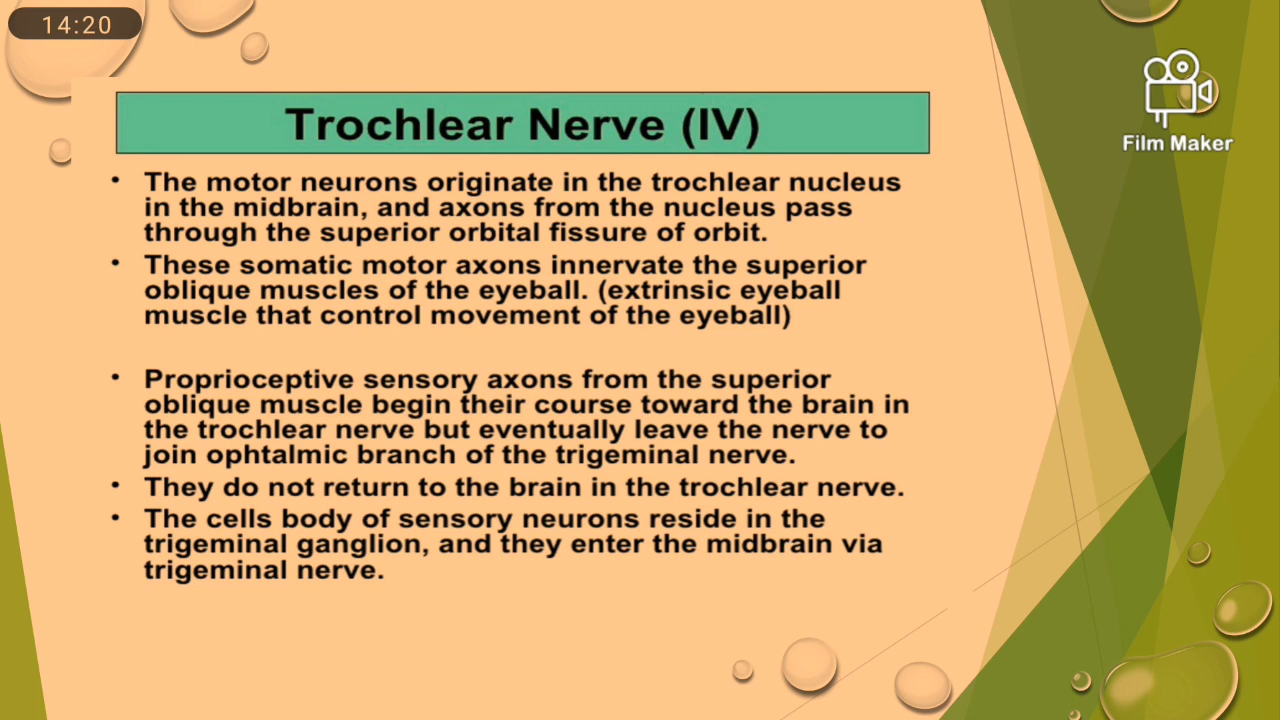 14:20
Film Maker
Trochlear Nerve (IV)
• The motor neurons originate in the trochlear nucleus
in the midbrain, and axons from the nucleus pass
through the superior orbital fissure of orbit.
• These somatic motor axons innervate the superior
oblique muscles of the eyeball. (extrinsic eyeball
muscle that control movement of the eyeball)
• Proprioceptive sensory axons from the superior
oblique muscle begin their course toward the brain in
the trochlear nerve but eventually leave the nerve to
join ophtalmic branch of the trigeminal nerve.
• They do not return to the brain in the trochlear nerve.
• The cells body of sensory neurons reside in the
trigeminal ganglion, and they enter the midbrain via
trigeminal nerve.